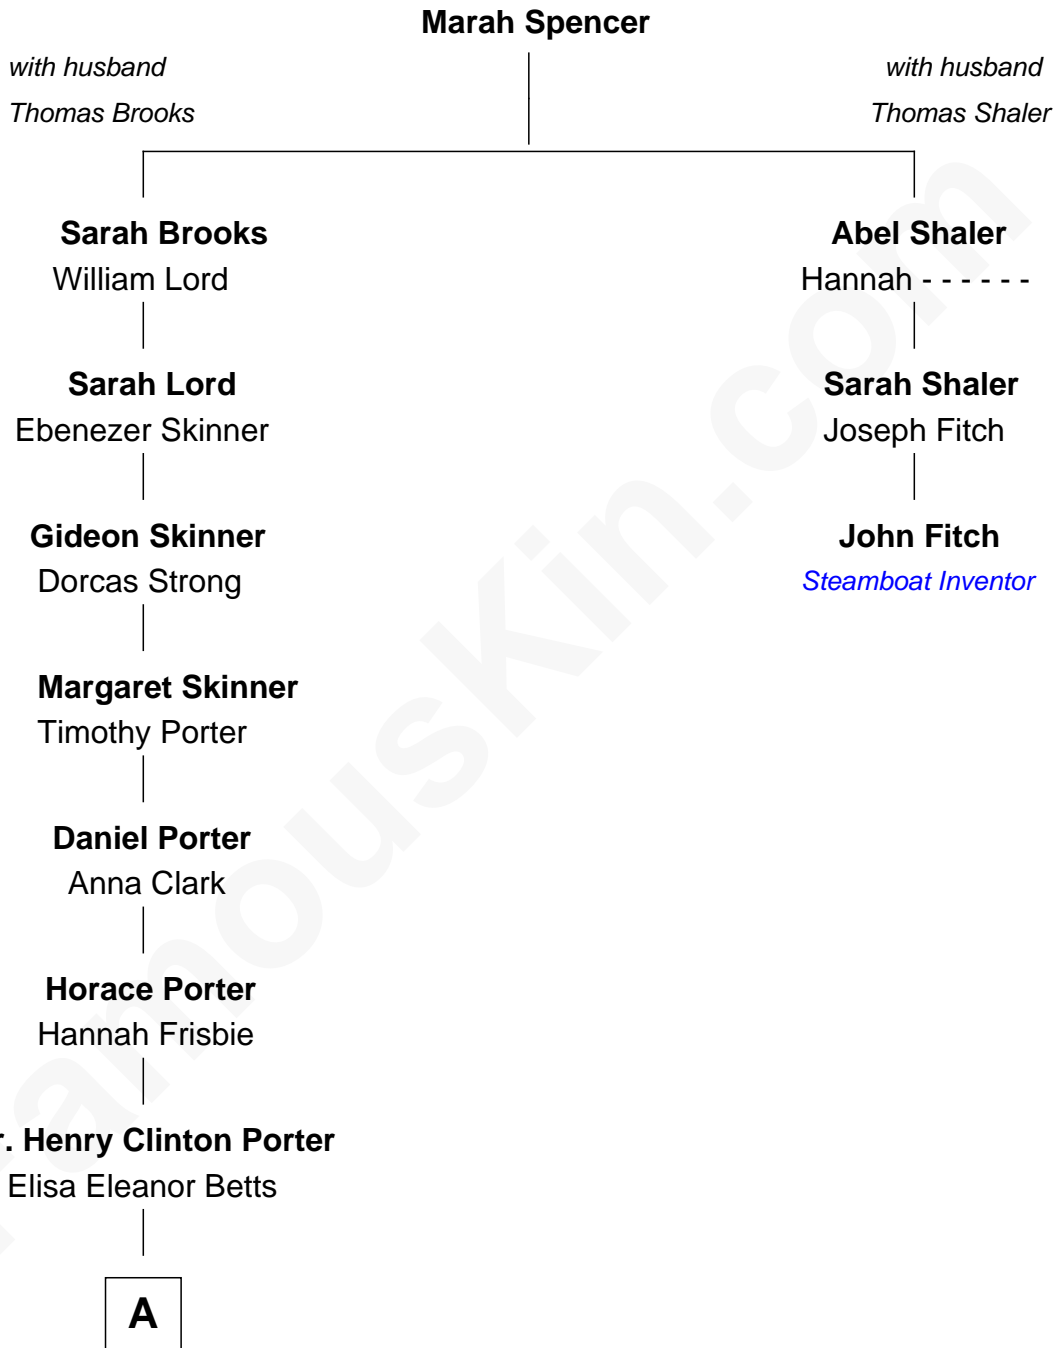 Marah Spencer
with husband
Thomas Brooks
with husband
Thomas Shaler
Sarah Brooks
William Lord
Abel Shaler
Hannah - - - - - -
Sarah Lord
Ebenezer Skinner
Sarah Shaler
Joseph Fitch
Gideon Skinner
Dorcas Strong
John Fitch
Steamboat Inventor
Margaret Skinner
Timothy Porter
Daniel Porter
Anna Clark
Horace Porter
Hannah Frisbie
r. Henry Clinton Porter
Elisa Eleanor Betts
A
FamousKin.com